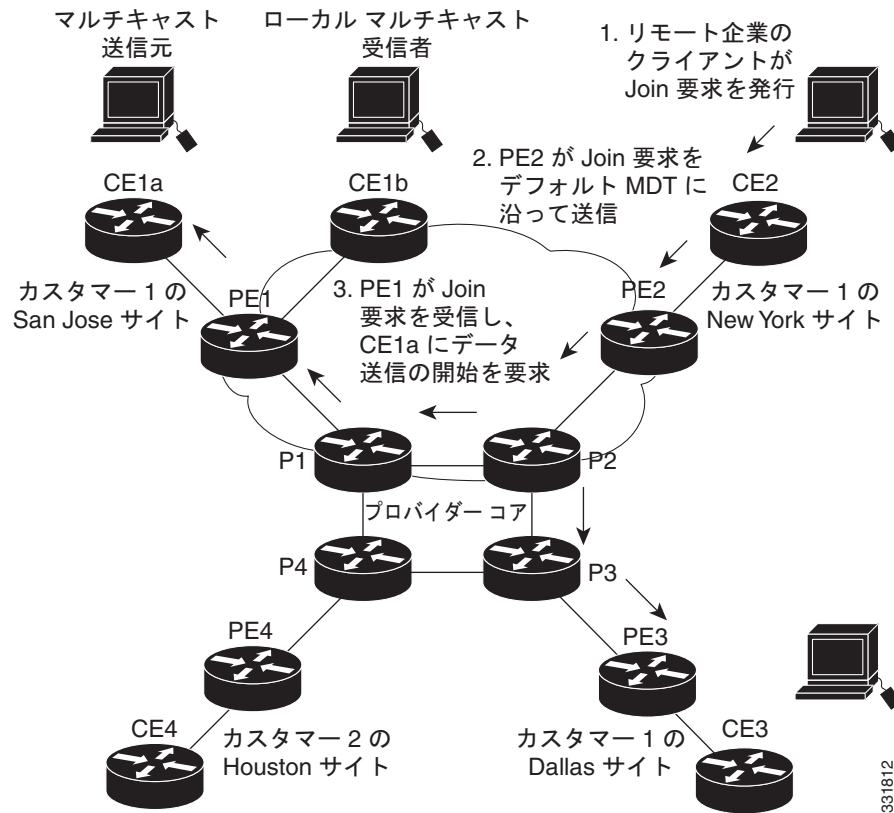 マルチキャスト
送信元
ローカル マルチキャスト
受信者
1. リモート企業の
クライアントが
Join 要求を発行
CE1a
CE1b
2. PE2 が Join 要求を
デフォルト MDT に
沿って送信
CE2
カスタマー 1 の
San Jose サイト
PE1
3. PE1 が Join
要求を受信し、
CE1a にデータ
送信の開始を要求
PE2
カスタマー 1 の
New York サイト
P1
P2
プロバイダー コア
P4
P3
PE4
PE3
CE4
カスタマー 2 の
Houston サイト
カスタマー 1 の
Dallas サイト
CE3
331812